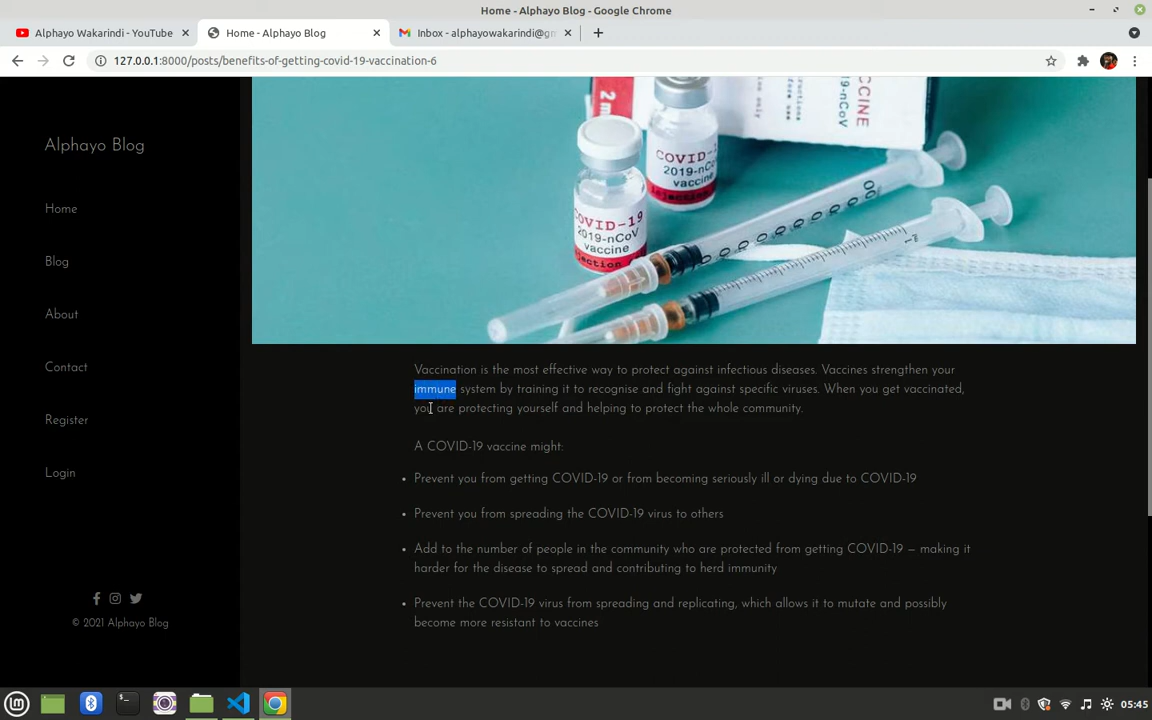 Home - Alphayo Blog - Google Chrome
Alphayo Wakarindi - YouTube
Home - Alphayo Blog
Inbox - alphayowakarindi@gm
127.0.0.1:8000/posts/benefits-of-getting-covid-19-vaccination-6
Alphayo Blog
Home
Blog
About
Contact
Register
Login
© 2021 Alphayo Blog
2m
only
VACCINE
19-nCoV
COVID-1
2019-nCoV
vaccine
COVID-19
2019-nCoV
vaccine
Vaccination is the most effective way to protect against infectious diseases. Vaccines strengthen your
immune system by training it to recognise and fight against specific viruses. When you get vaccinated,
you are protecting yourself and helping to protect the whole community.
A COVID-19 vaccine might:
• Prevent you from getting COVID-19 or from becoming seriously ill or dying due to COVID-19
• Prevent you from spreading the COVID-19 virus to others
• Add to the number of people in the community who are protected from getting COVID-19 — making it
harder for the disease to spread and contributing to herd immunity
• Prevent the COVID-19 virus from spreading and replicating, which allows it to mutate and possibly
become more resistant to vaccines
05:45